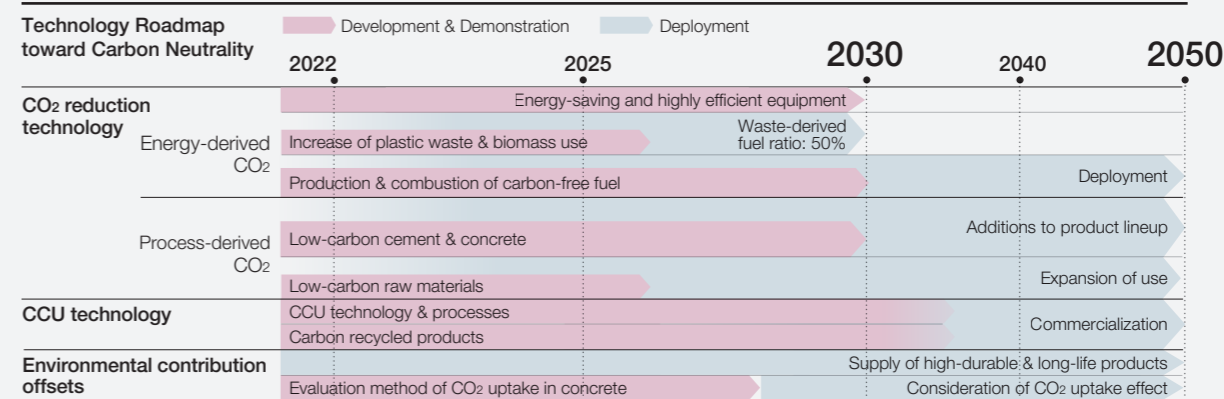 Technology Roadmap
toward Carbon Neutrality
Development & Demonstration
Deployment
2022
2025
2030
2040
2050
CO2 reduction
technology
Energy-derived
CO2
Energy-saving and highly efficient equipment
Increase of plastic waste & biomass use
Waste-derived
fuel ratio: 50%
Production & combustion of carbon-free fuel
Deployment
Process-derived
CO2
Low-carbon cement & concrete
Additions to product lineup
Low-carbon raw materials
Expansion of use
CCU technology
CCU technology & processes
Carbon recycled products
Commercialization
Environmental contribution
offsets
Supply of high-durable & long-life products
Evaluation method of CO2 uptake in concrete
Consideration of CO2 uptake effect